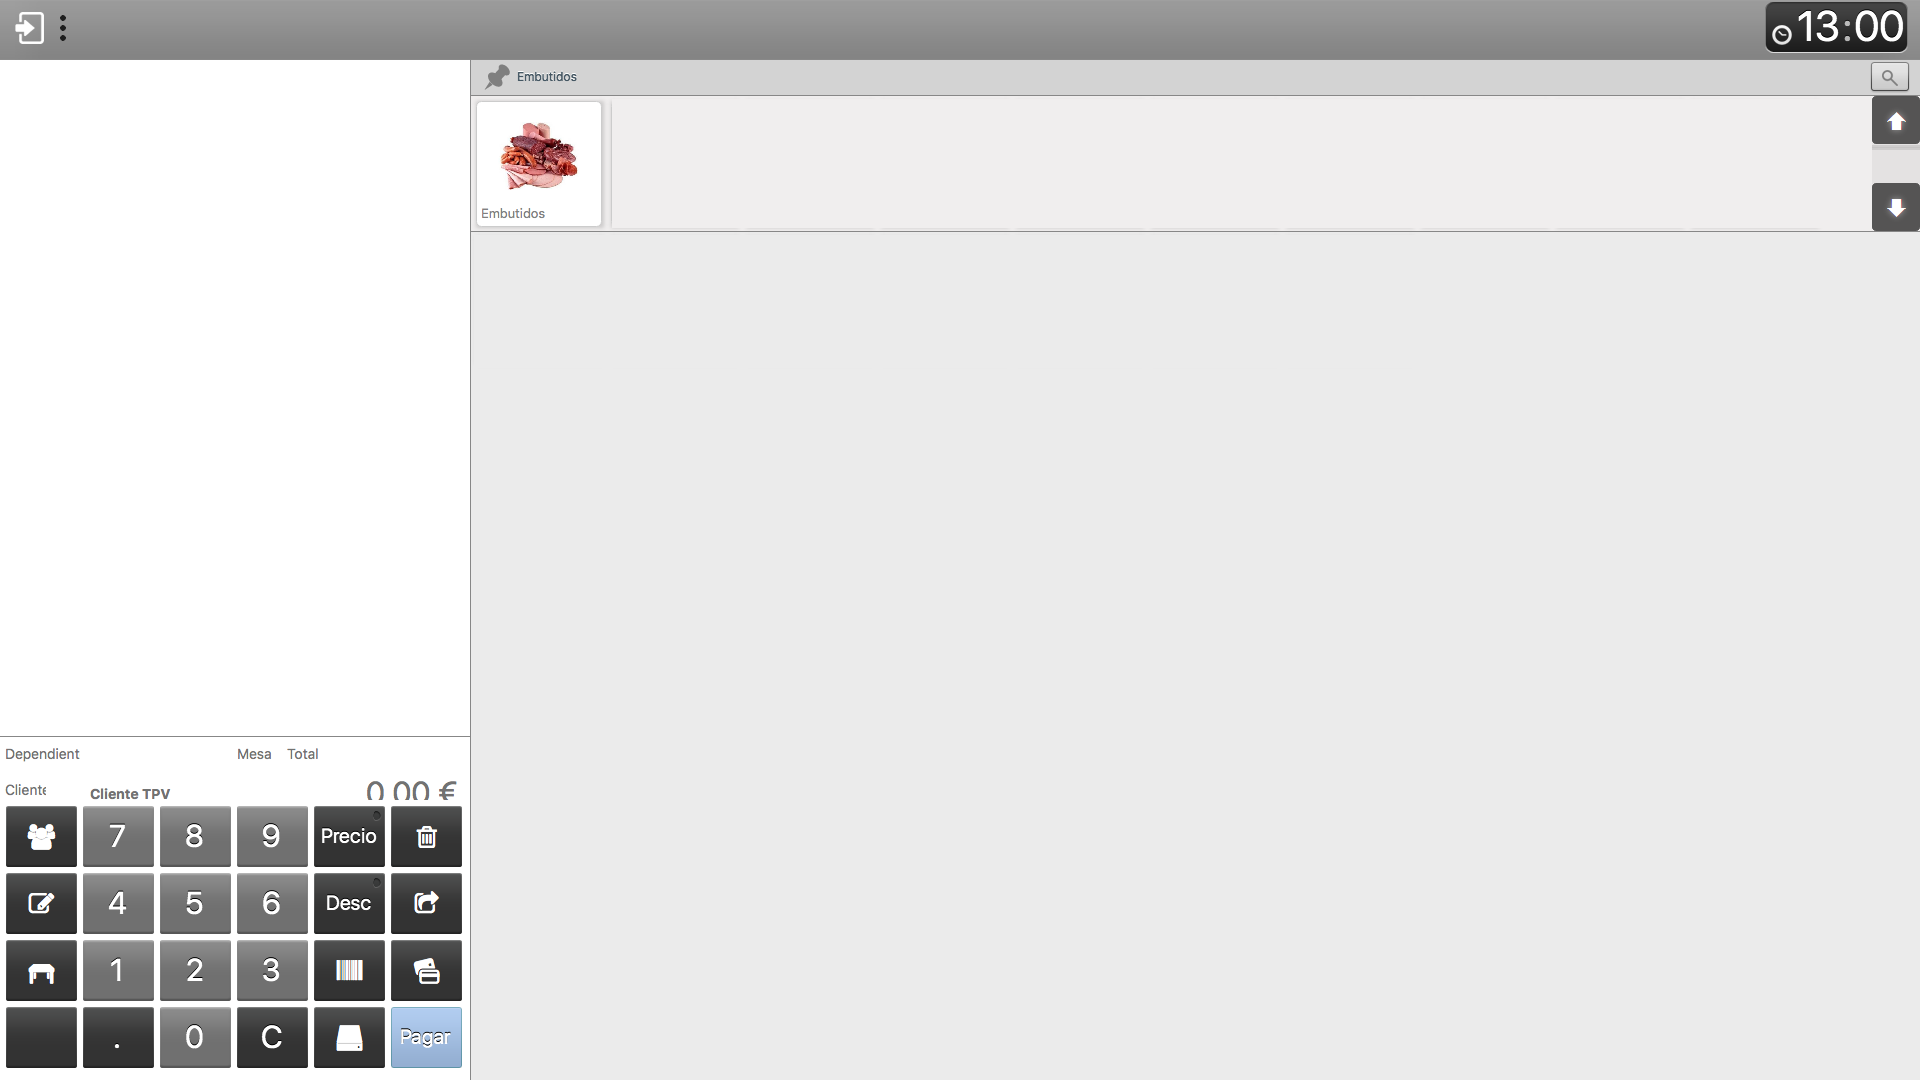 13:00
Embutidos
Embutidos
Dependient
Mesa
Total
Cliente
Cliente TPV
0,00 €
7
8
9
Precio
4
5
6
Desc
1
2
3
.
0
C
Pagar